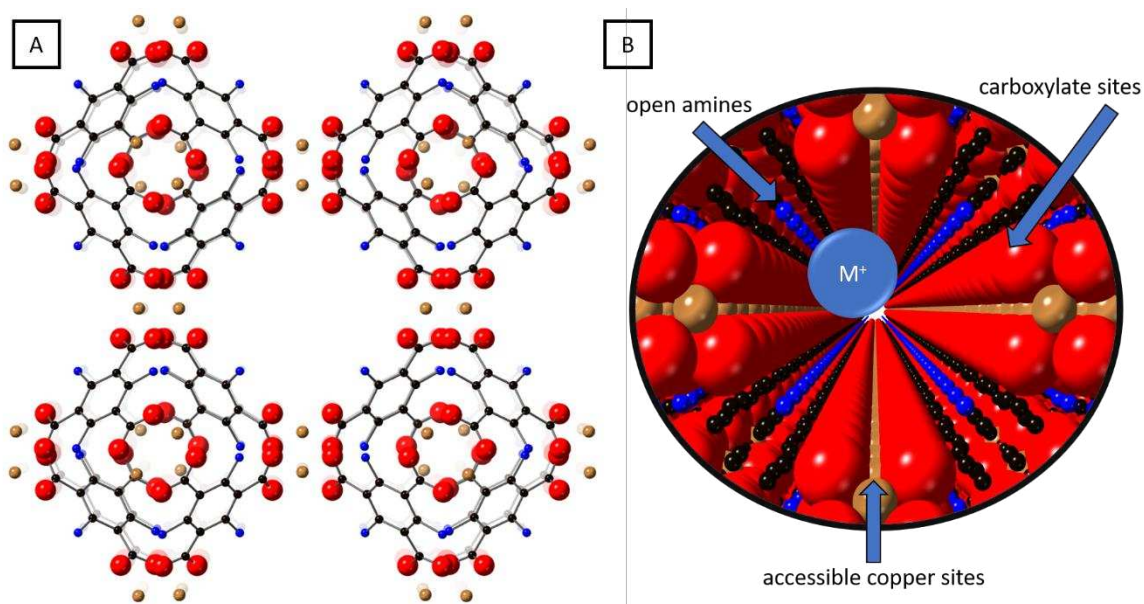 A
B
carboxylate sites
open amines
M⁺
accessible copper sites